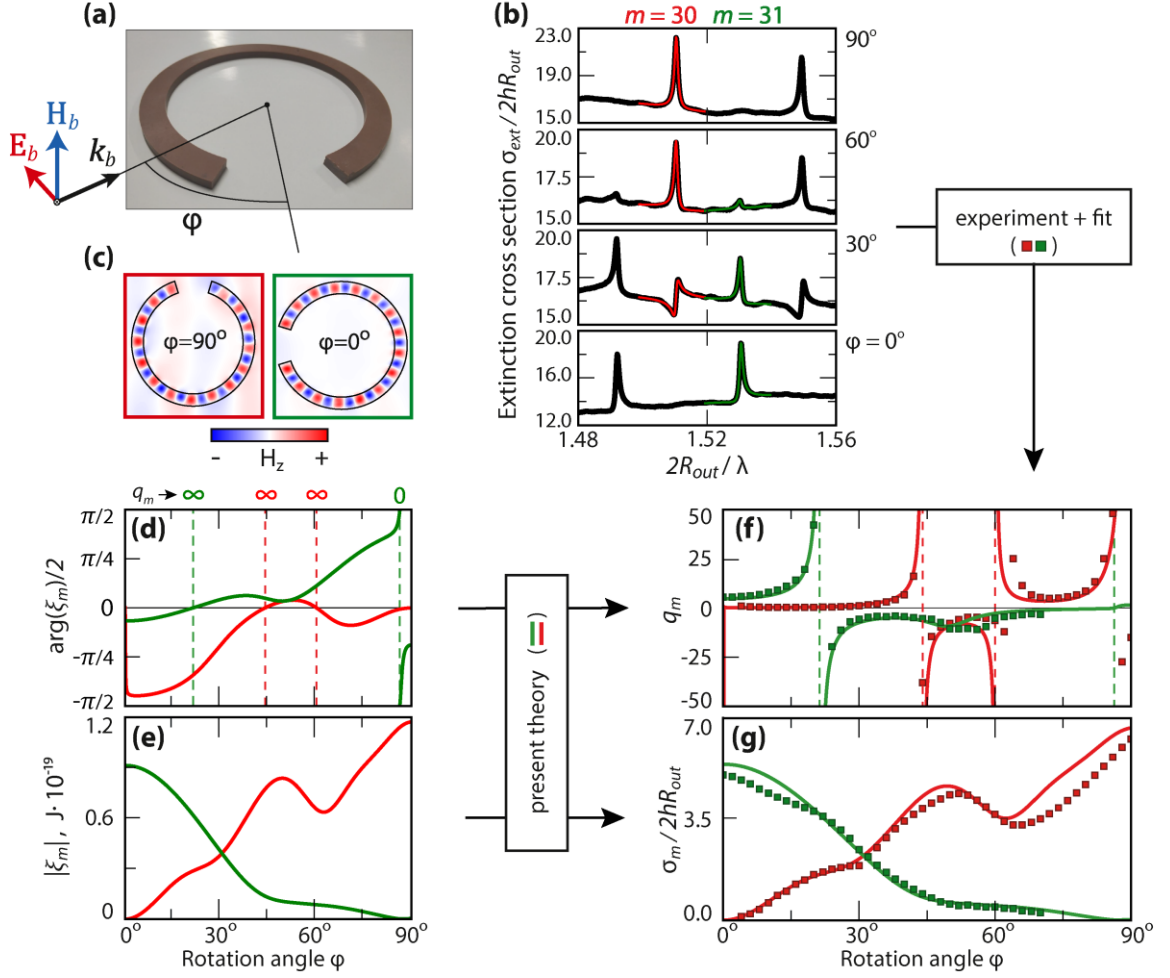 (a)
H_b
E_b
k_b
φ
(b)
m = 30
m = 31
23.0
19.0
15.0
90°
20.0
17.5
15.0
60°
20.0
17.5
15.0
30°
18.0
16.0
14.0
12.0
φ = 0°
Extinction cross section σ_ext / 2hR_out
1.48
1.52
1.56
2R_out / λ
experiment + fit
( )
(c)
φ=90°
φ=0°
- H_z +
q_m → ∞ ∞ ∞ 0
(d)
π/2
π/4
0
-π/4
-π/2
arg(ξ_m)/2
(e)
1.2
0.6
0
|ξ_m| , J· 10⁻¹⁹
0° 30° 60° 90°
Rotation angle φ
present theory ( )
(f)
50
25
0
-25
-50
q_m
(g)
7.0
3.5
0.0
σ_m / 2hR_out
0° 30° 60° 90°
Rotation angle φ